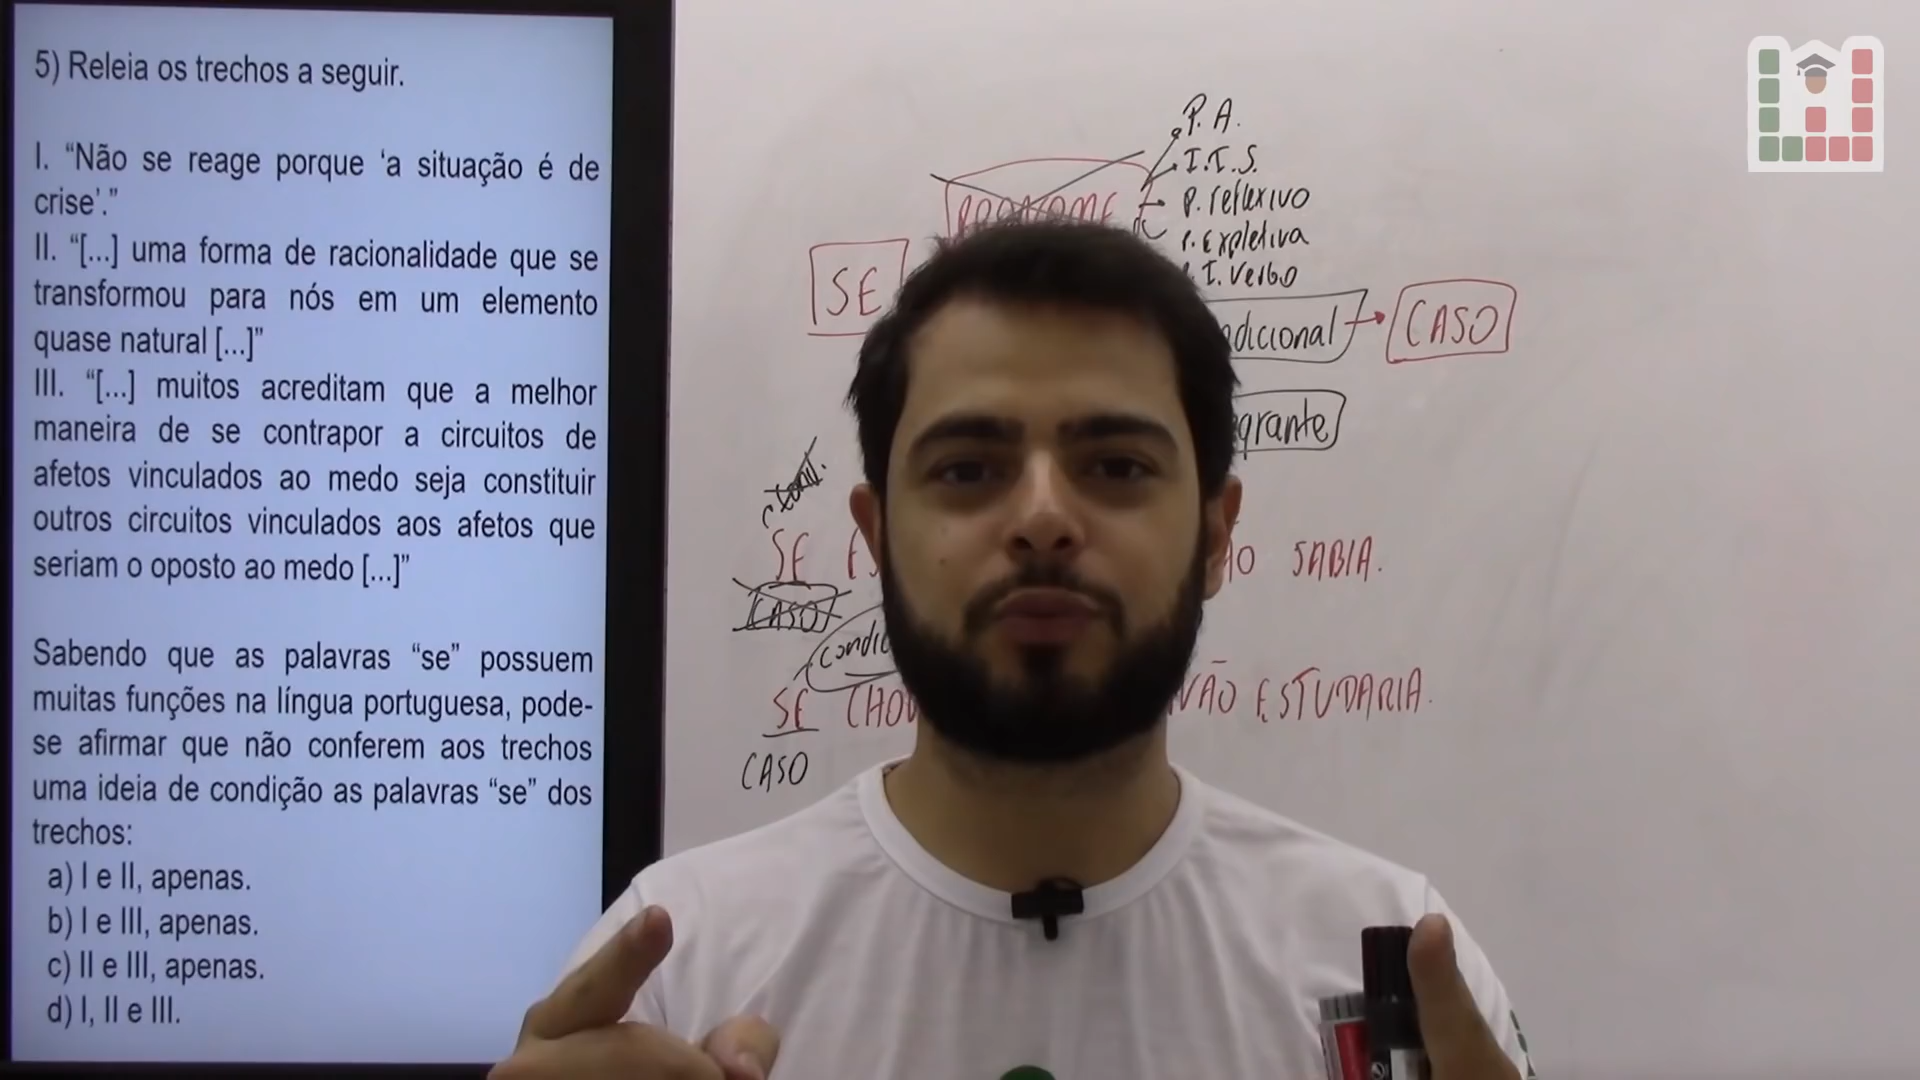 5) Releia os trechos a seguir.
I. “Não se reage porque ‘a situação é de
crise’.”
II. “[...] uma forma de racionalidade que se
transformou para nós em um elemento
quase natural [...]”
III. “[...] muitos acreditam que a melhor
maneira de se contrapor a circuitos de
afetos vinculados ao medo seja constituir
outros circuitos vinculados aos afetos que
seriam o oposto ao medo [...]”
Sabendo que as palavras “se” possuem
muitas funções na língua portuguesa, pode-
se afirmar que não conferem aos trechos
uma ideia de condição as palavras “se” dos
trechos:
a) I e II, apenas.
b) I e III, apenas.
c) II e III, apenas.
d) I, II e III.
P. A.
I.I.S.
PRONOME
P. reflexivo
P. Expletiva
I. Verbo
SE
ndicional
CASO
grante
SE
SABIA.
CASO
condic
SE CHO
NÃO ESTUDARIA.
CASO